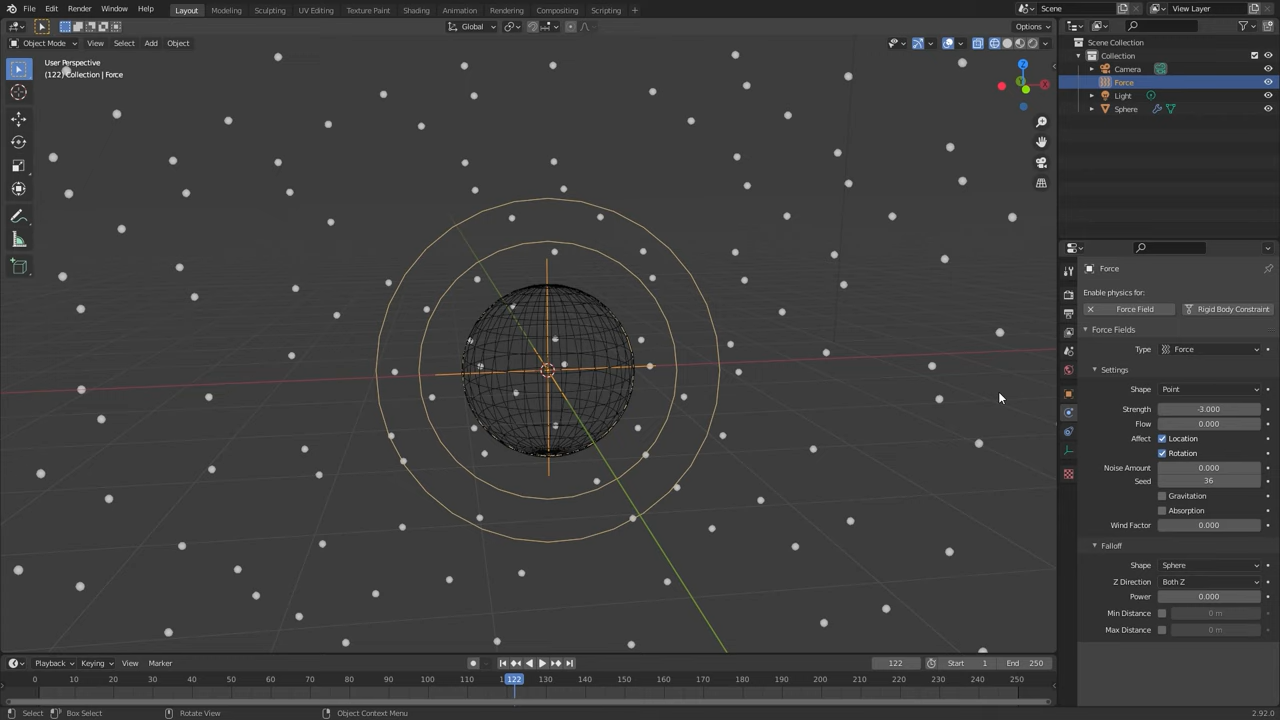 File Edit Render Window Help Layout Modeling Sculpting UV Editing Texture Paint Shading Animation Rendering Compositing Scripting + Scene View Layer
Global Options
Object Mode View Select Add Object
Scene Collection
Collection
Camera
Force
Light
Sphere
User Perspective
(122) Collection | Force
Z
X
Y
Force
Enable physics for:
Force Field Rigid Body Constraint
Force Fields
Type Force
Settings
Shape Point
Strength -3.000
Flow 0.000
Affect Location
Rotation
Noise Amount 0.000
Seed 36
Gravitation
Absorption
Wind Factor 0.000
Falloff
Shape Sphere
Z Direction Both Z
Power 0.000
Min Distance 0 m
Max Distance 0 m
Playback Keying View Marker 122 Start 1 End 250
0 10 20 30 40 50 60 70 80 90 100 110 122 130 140 150 160 170 180 190 200 210 220 230 240 250
Select Box Select Rotate View Object Context Menu 2.92.0